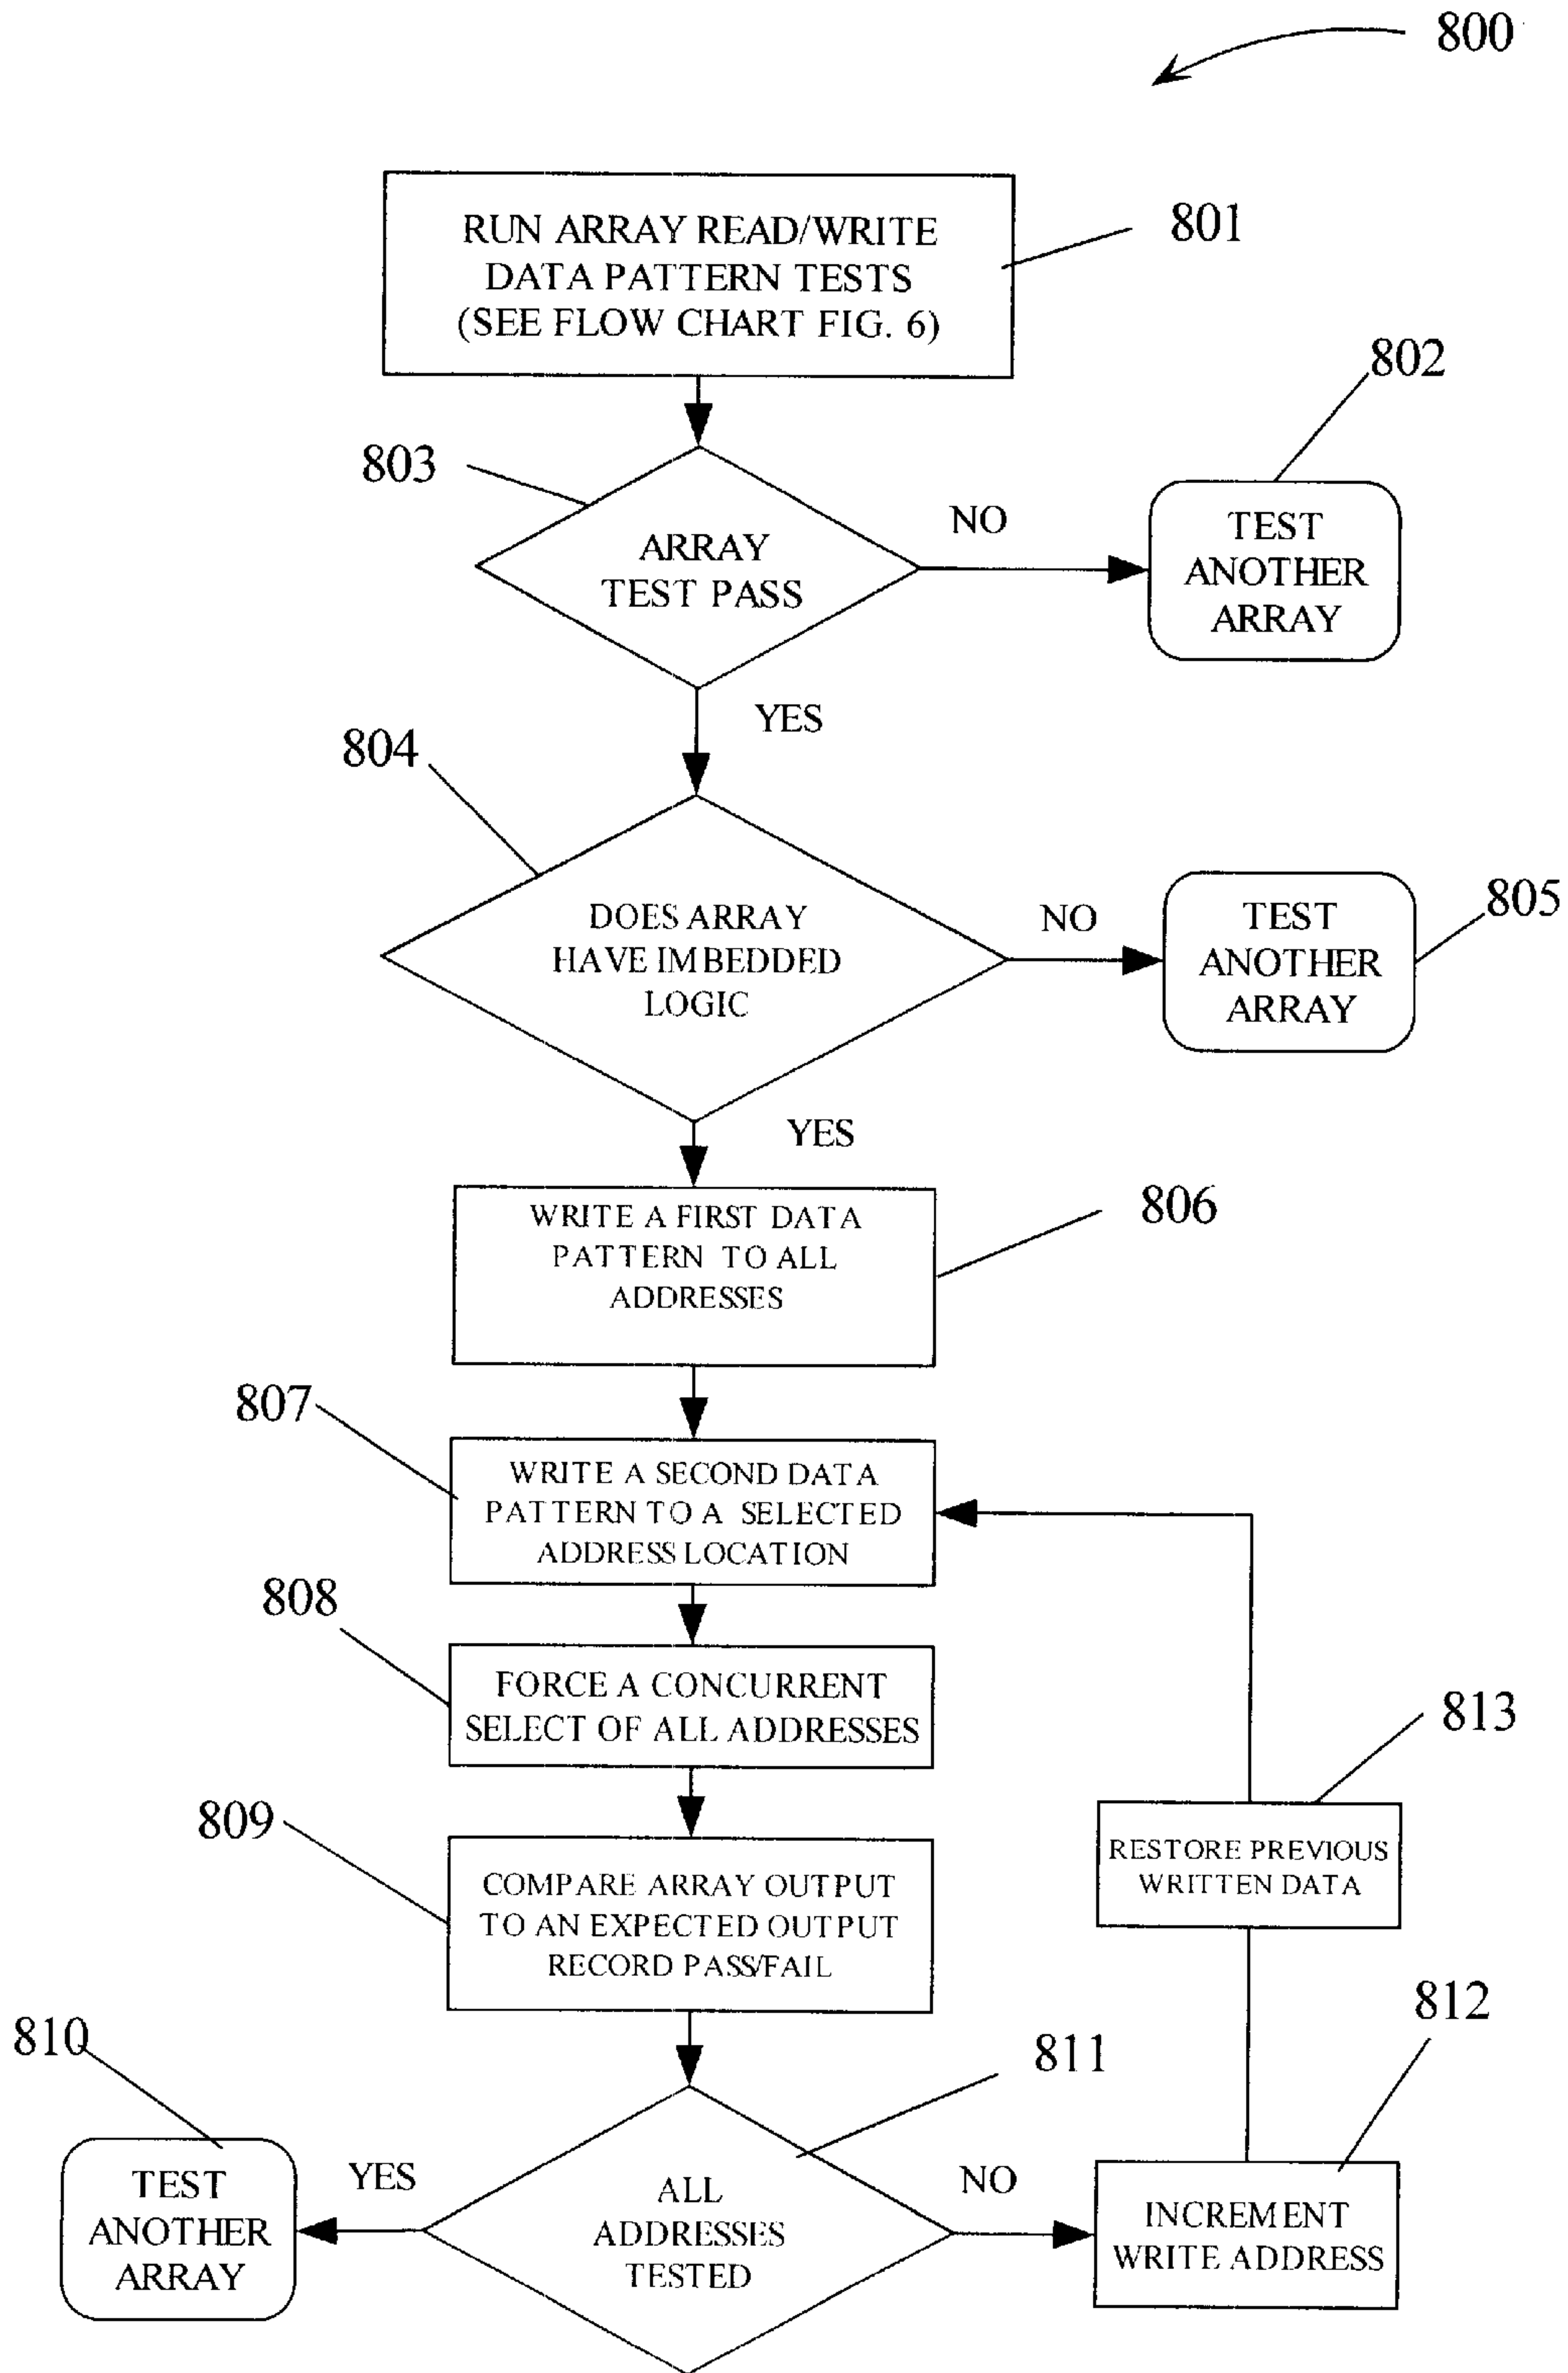 800
RUN ARRAY READ/WRITE
DATA PATTERN TESTS
(SEE FLOW CHART FIG. 6)
801
802
803
ARRAY
TEST PASS
NO
TEST
ANOTHER
ARRAY
YES
804
DOES ARRAY
HAVE IMBEDDED
LOGIC
NO
TEST
ANOTHER
ARRAY
805
YES
WRITE A FIRST DATA
PATTERN TO ALL
ADDRESSES
806
807
WRITE A SECOND DATA
PATTERN TO A SELECTED
ADDRESS LOCATION
808
FORCE A CONCURRENT
SELECT OF ALL ADDRESSES
813
RESTORE PREVIOUS
WRITTEN DATA
809
COMPARE ARRAY OUTPUT
TO AN EXPECTED OUTPUT
RECORD PASS/FAIL
810
811
812
TEST
ANOTHER
ARRAY
YES
ALL
ADDRESSES
TESTED
NO
INCREMENT
WRITE ADDRESS